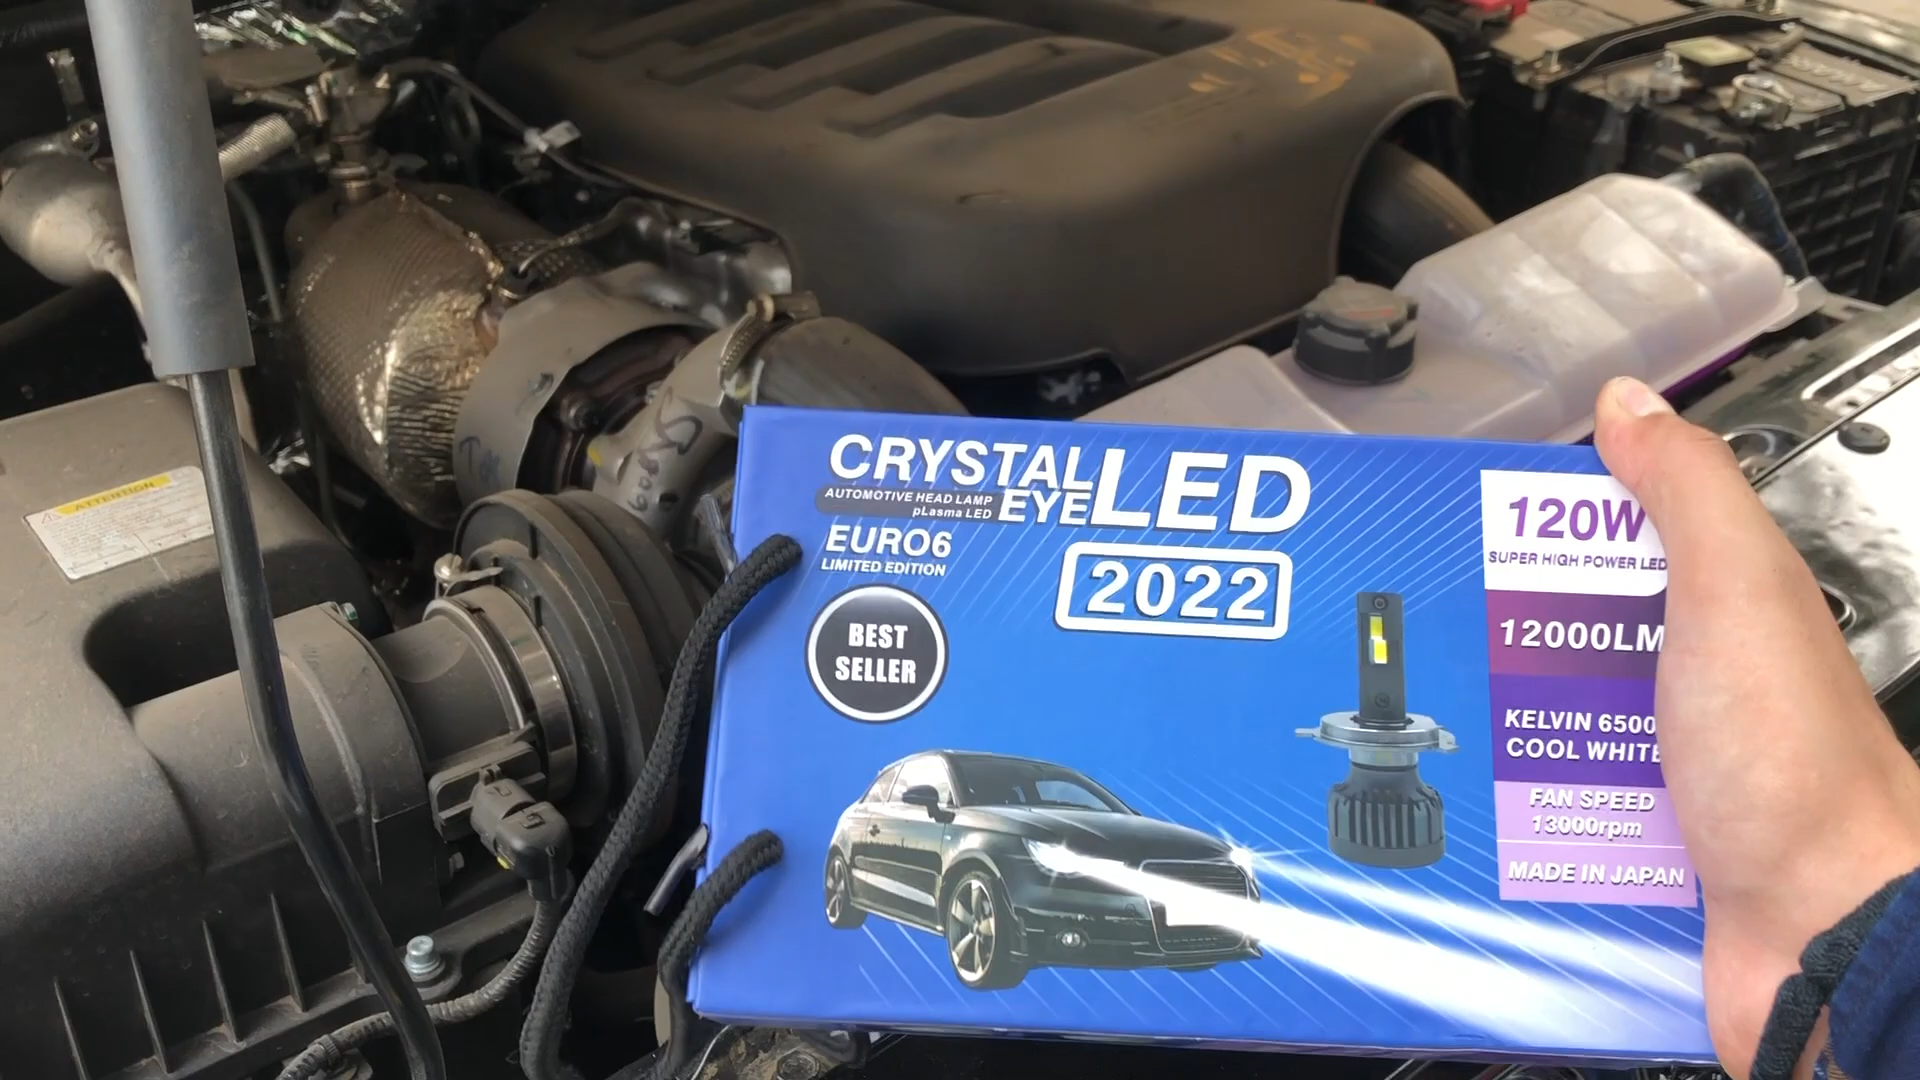 ATTENTION
CRYSTAL EYE LED
AUTOMOTIVE HEAD LAMP
pLasma LED
EURO6
LIMITED EDITION
2022
BEST
SELLER
120W
SUPER HIGH POWER LED
12000LM
KELVIN 6500
COOL WHITE
FAN SPEED
13000rpm
MADE IN JAPAN